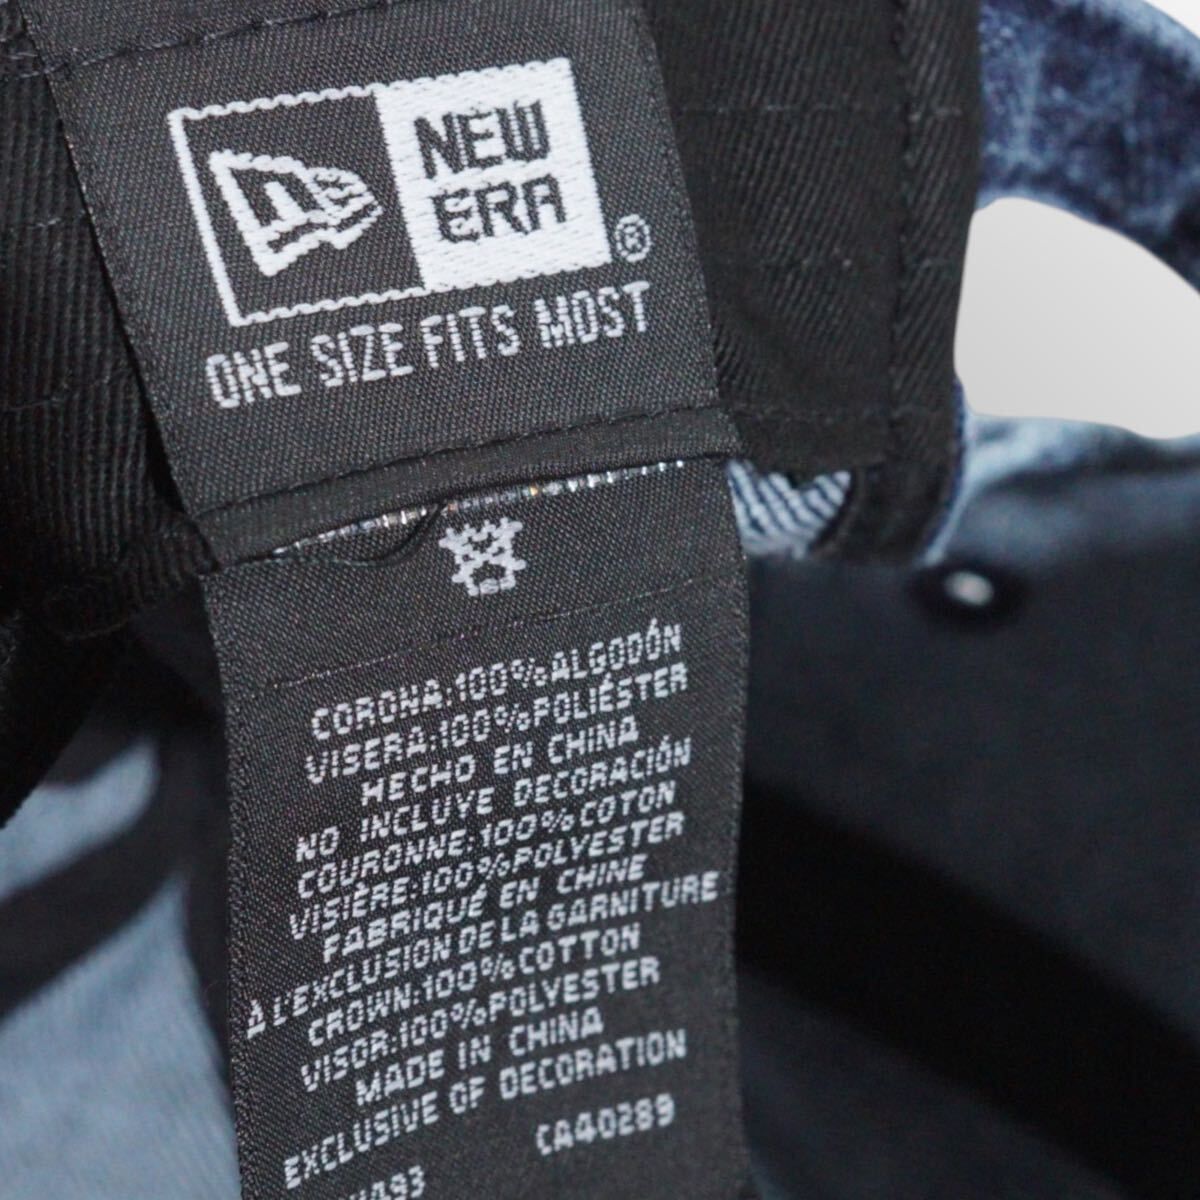 NEW
ERA
®
ONE SIZE FITS MOST
CORONA:100%ALGODÓN
VISERA:100%POLIÉSTER
HECHO EN CHINA
NO INCLUYE DECORACIÓN
COURONNE:100%COTON
VISIÈRE:100%POLYESTER
FABRIQUÉ EN CHINE
À L'EXCLUSION DE LA GARNITURE
CROWN:100%COTTON
VISOR:100%POLYESTER
MADE IN CHINA
EXCLUSIVE OF DECORATION
CA40289